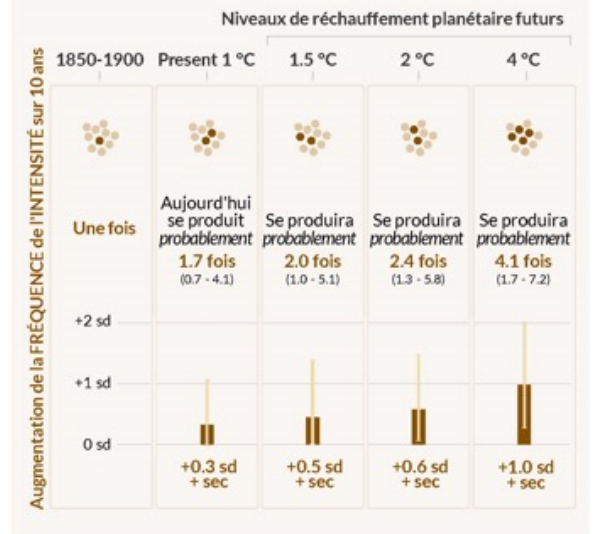 Niveaux de réchauffement planétaire futurs
1850-1900
Present 1 °C
1.5 °C
2 °C
4 °C
Augmentation de la FRÉQUENCE de l'INTENSITÉ sur 10 ans
Une fois
Aujourd'hui
se produit
probablement
1.7 fois
(0.7 - 4.1)
Se produira
probablement
2.0 fois
(1.0 - 5.1)
Se produira
probablement
2.4 fois
(1.3 - 5.8)
Se produira
probablement
4.1 fois
(1.7 - 7.2)
+2 sd
+1 sd
0 sd
+0.3 sd
+ sec
+0.5 sd
+ sec
+0.6 sd
+ sec
+1.0 sd
+ sec